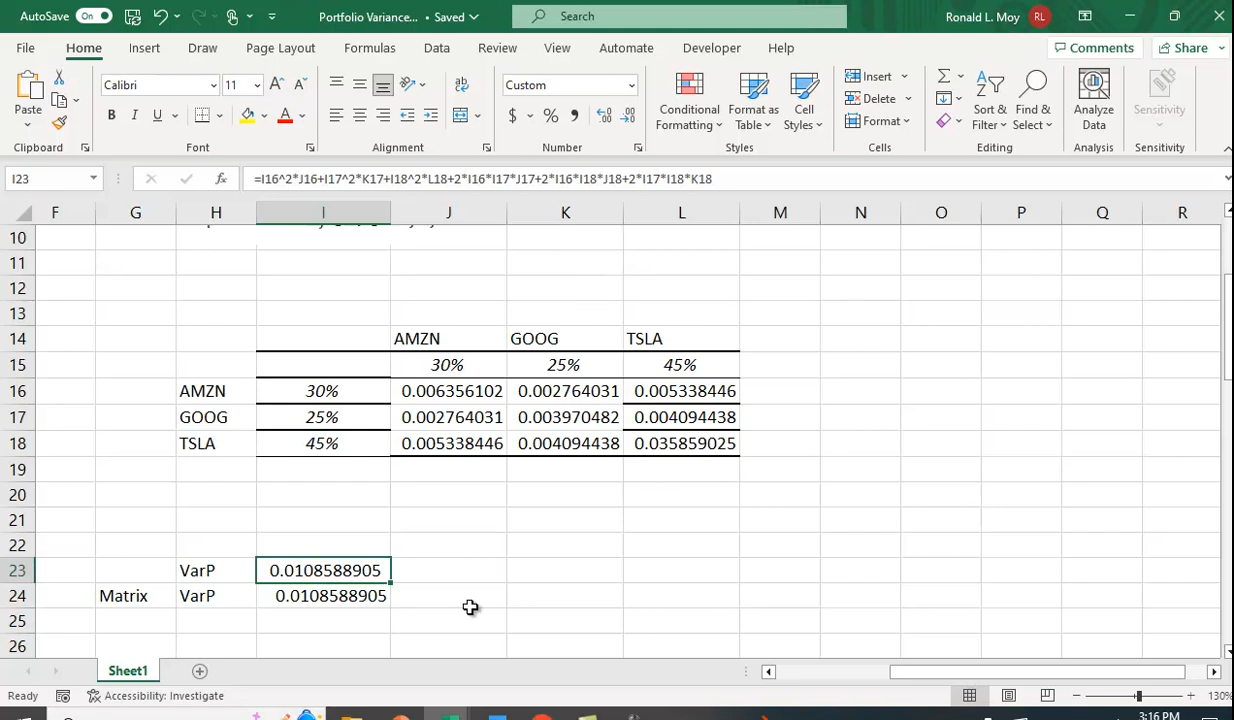 AutoSave On Portfolio Variance... • Saved Search Ronald L. Moy RL
File Home Insert Draw Page Layout Formulas Data Review View Automate Developer Help Comments Share
Paste Calibri 11 A A ab Custom Conditional Formatting Format as Table Cell Styles Insert Delete Format Sort & Filter Find & Select Analyze Data Sensitivity
B I U A $ % 9
Clipboard Font Alignment Number Styles Cells Editing Analysis Sensitivity
I23 fx =I16^2*J16+I17^2*K17+I18^2*L18+2*I16*I17*J17+2*I16*I18*J18+2*I17*I18*K18
F G H I J K L M N O P Q R
10
11
12
13
14 AMZN GOOG TSLA
15 30% 25% 45%
16 AMZN 30% 0.006356102 0.002764031 0.005338446
17 GOOG 25% 0.002764031 0.003970482 0.004094438
18 TSLA 45% 0.005338446 0.004094438 0.035859025
19
20
21
22
23 VarP 0.0108588905
24 Matrix VarP 0.0108588905
25
26
Sheet1
Ready Accessibility: Investigate 130%
3:16 PM